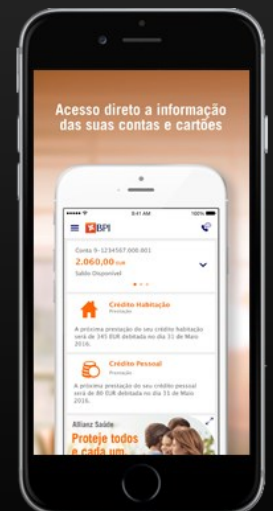 Acesso direto a informação
das suas contas e cartões
9:41 AM
100%
BPI
Conta 9-1234567.000.001
2.060,00 EUR
Saldo Disponível
Crédito Habitação
Prestação
A próxima prestação do seu crédito habitação
será de 345 EUR debitada no dia 31 de Maio
2016.
Crédito Pessoal
Prestação
A próxima prestação do seu crédito pessoal
será de 80 EUR debitada no dia 31 de Maio
2016.
Allianz Saúde
Proteje todos
e cada um